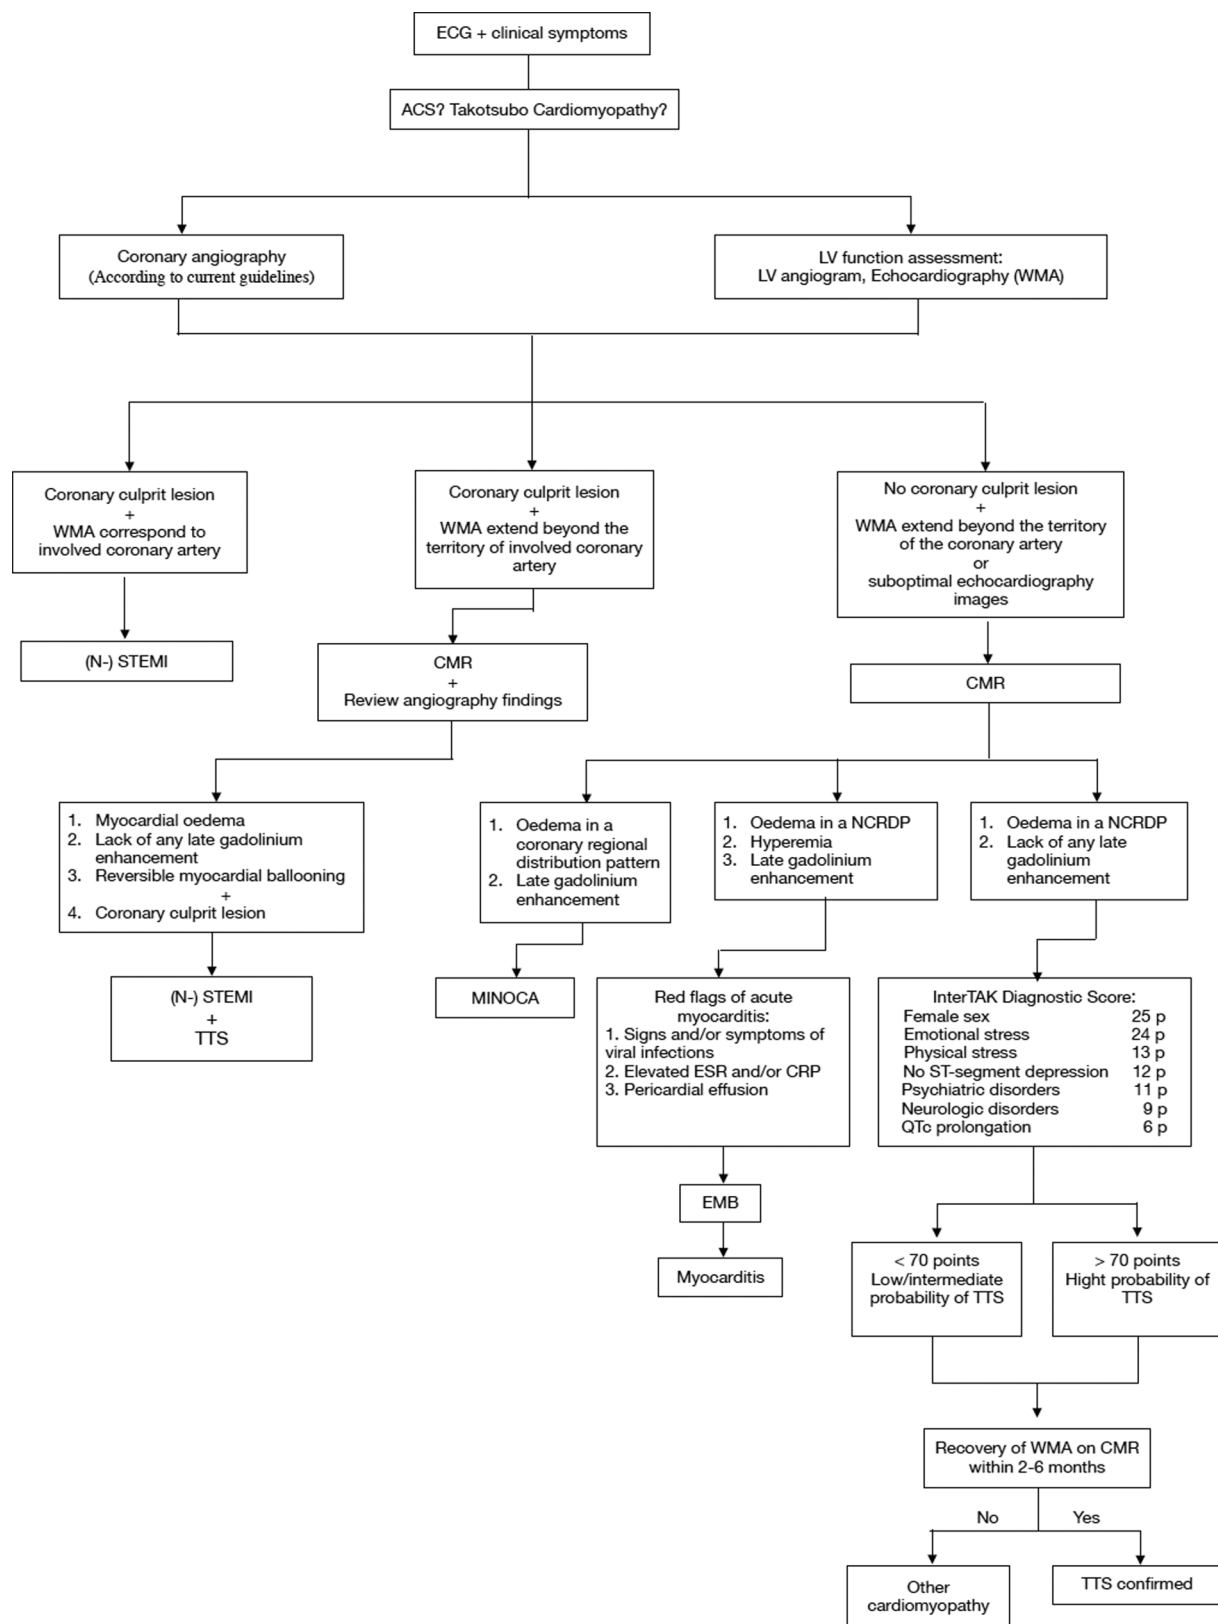 ECG + clinical symptoms
ACS? Takotsubo Cardiomyopathy?
Coronary angiography
(According to current guidelines)
LV function assessment:
LV angiogram, Echocardiography (WMA)
Coronary culprit lesion
+
WMA correspond to
involved coronary artery
Coronary culprit lesion
+
WMA extend beyond the
territory of involved coronary
artery
No coronary culprit lesion
+
WMA extend beyond the territory
of the coronary artery
or
suboptimal echocardiography
images
(N-) STEMI
CMR
+
Review angiography findings
CMR
1. Myocardial oedema
2. Lack of any late gadolinium
enhancement
3. Reversible myocardial ballooning
+
4. Coronary culprit lesion
1. Oedema in a
coronary regional
distribution pattern
2. Late gadolinium
enhancement
1. Oedema in a NCRDP
2. Hyperemia
3. Late gadolinium
enhancement
1. Oedema in a NCRDP
2. Lack of any late
gadolinium
enhancement
(N-) STEMI
+
TTS
MINOCA
Red flags of acute
myocarditis:
1. Signs and/or symptoms of
viral infections
2. Elevated ESR and/or CRP
3. Pericardial effusion
InterTAK Diagnostic Score:
Female sex 25 p
Emotional stress 24 p
Physical stress 13 p
No ST-segment depression 12 p
Psychiatric disorders 11 p
Neurologic disorders 9 p
QTc prolongation 6 p
EMB
Myocarditis
< 70 points
Low/intermediate
probability of TTS
> 70 points
Hight probability of
TTS
Recovery of WMA on CMR
within 2-6 months
No Yes
Other
cardiomyopathy
TTS confirmed